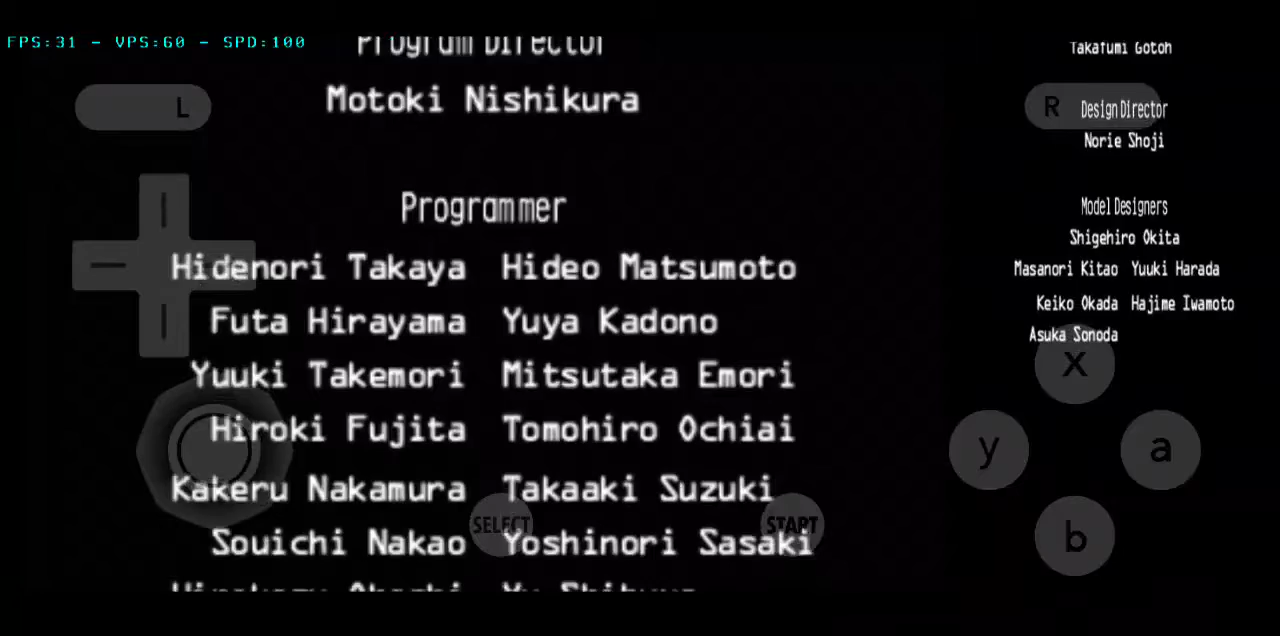 FPS:31 - VPS:60 - SPD:100
Program Director
Motoki Nishikura
Programmer
Hidenori Takaya Hideo Matsumoto
Futa Hirayama Yuya Kadono
Yuuki Takemori Mitsutaka Emori
Hiroki Fujita Tomohiro Ochiai
Kakeru Nakamura Takaaki Suzuki
Souichi Nakao Yoshinori Sasaki
Takafumi Gotoh
Design Director
Norie Shoji
Model Designers
Shigehiro Okita
Masanori Kitao Yuuki Harada
Keiko Okada Hajime Iwamoto
Asuka Sonoda
L
R
SELECT
START
X
y
a
b